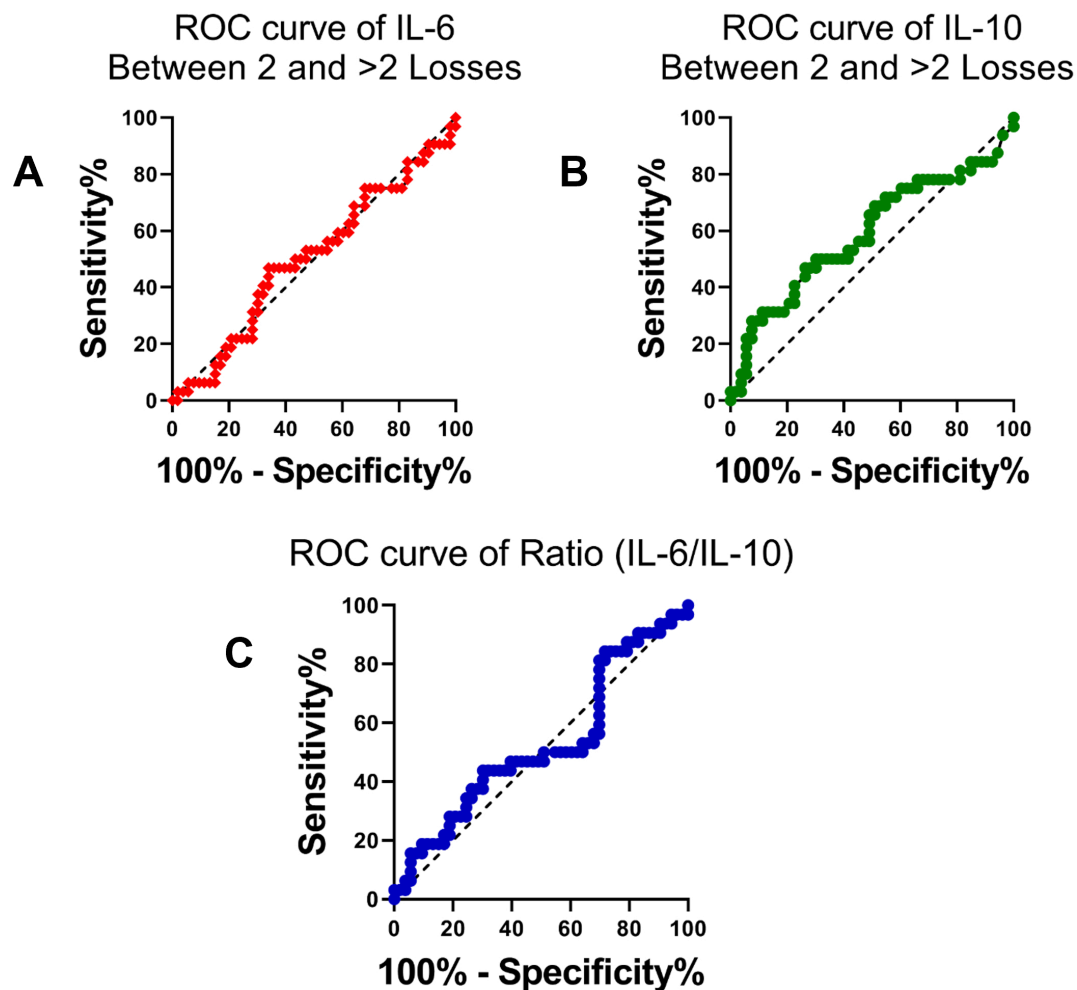 ROC curve of IL-6
Between 2 and >2 Losses
A
Sensitivity%
100
80
60
40
20
0
0 20 40 60 80 100
100% - Specificity%
ROC curve of IL-10
Between 2 and >2 Losses
B
Sensitivity%
100
80
60
40
20
0
0 20 40 60 80 100
100% - Specificity%
ROC curve of Ratio (IL-6/IL-10)
C
Sensitivity%
100
80
60
40
20
0
0 20 40 60 80 100
100% - Specificity%